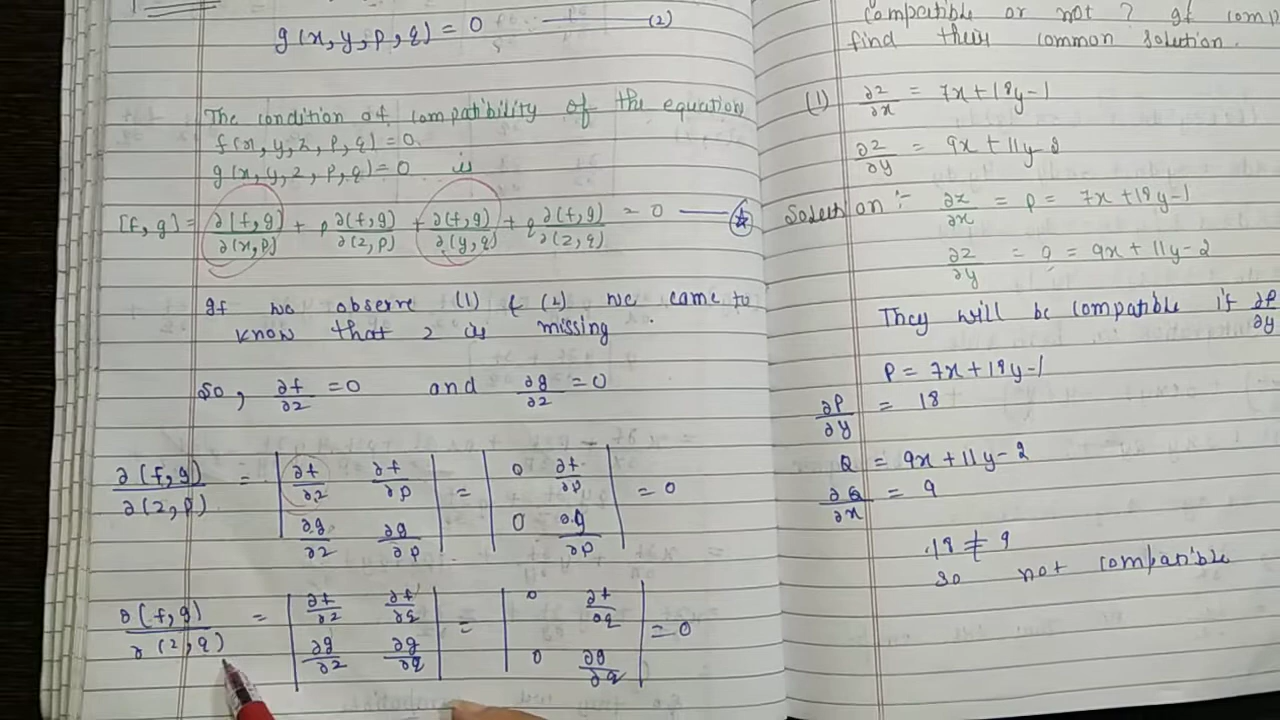 g(x, y, p, q) = 0 —— (2)
The condition of compatibility of the equation
f(x, y, z, p, q) = 0
g(x, y, z, p, q) = 0 is
[f, g] = ∂(f, g)/∂(x, p) + p ∂(f, g)/∂(z, p) + ∂(f, g)/∂(y, q) + q ∂(f, g)/∂(z, q) = 0 —— ☆
If we observe (1) & (2) we came to
know that z is missing.
So, ∂f/∂z = 0 and ∂g/∂z = 0
∂(f, g)/∂(z, p) = | ∂f/∂z ∂f/∂p ; ∂g/∂z ∂g/∂p | = | 0 ∂f/∂p ; 0 ∂g/∂p | = 0
∂(f, g)/∂(z, q) = | ∂f/∂z ∂f/∂q ; ∂g/∂z ∂g/∂q | = | 0 ∂f/∂q ; 0 ∂g/∂q | = 0
compatible or not ? If
find their common solution.
(1) ∂z/∂x = 7x + 18y - 1
∂z/∂y = 9x + 11y - 2
Solution :- ∂z/∂x = P = 7x + 18y - 1
∂z/∂y = Q = 9x + 11y - 2
They will be compatible if ∂P/∂y
P = 7x + 18y - 1
∂P/∂y = 18
Q = 9x + 11y - 2
∂Q/∂x = 9
18 ≠ 9
so not compatible